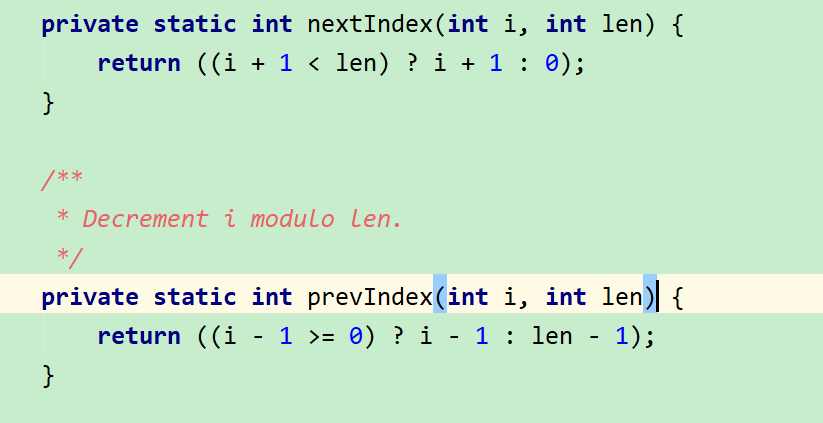 private static int nextIndex(int i, int len) {
return ((i + 1 < len) ? i + 1 : 0);
}
/**
* Decrement i modulo len.
*/
private static int prevIndex(int i, int len) {
return ((i - 1 >= 0) ? i - 1 : len - 1);
}